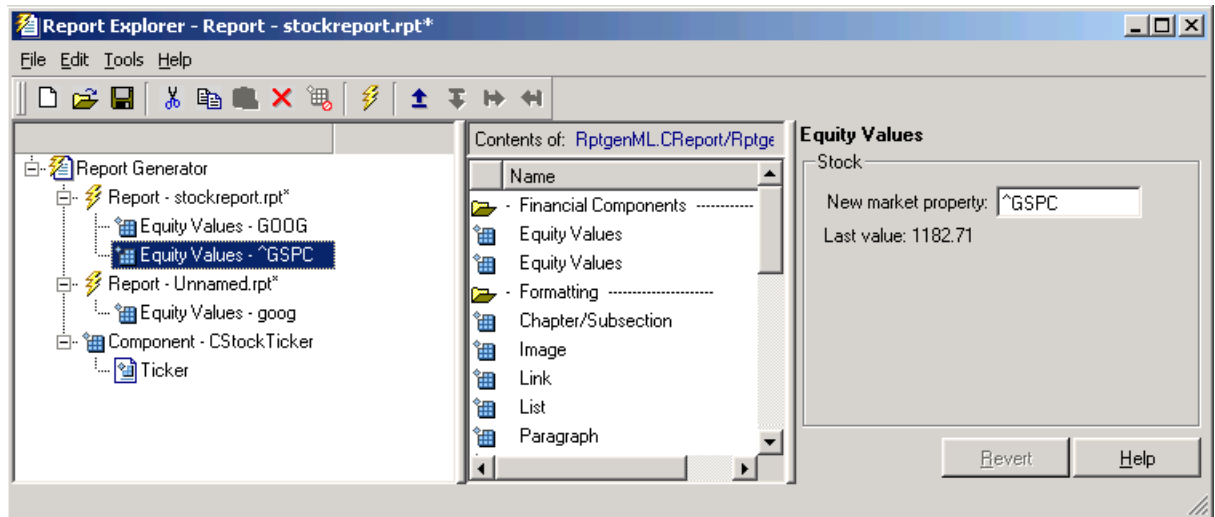 Report Explorer - Report - stockreport.rpt*
File Edit Tools Help
Report Generator
Report - stockreport.rpt*
Equity Values - GOOG
Equity Values - ^GSPC
Report - Unnamed.rpt*
Equity Values - goog
Component - CStockTicker
Ticker
Contents of: RptgenML.CReport/Rptge
Name
- Financial Components -----------
Equity Values
Equity Values
- Formatting --------------------
Chapter/Subsection
Image
Link
List
Paragraph
Equity Values
Stock
New market property: ^GSPC
Last value: 1182.71
Revert Help